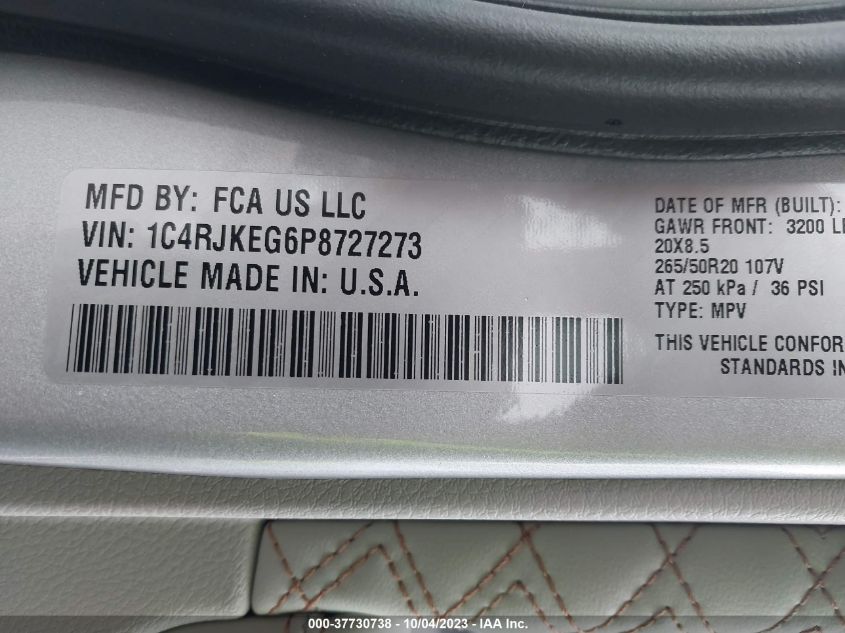 MFD BY: FCA US LLC
VIN: 1C4RJKEG6P8727273
VEHICLE MADE IN: U.S.A.
DATE OF MFR (BUILT):
GAWR FRONT: 3200
20X8.5
265/50R20 107V
AT 250 kPa / 36 PSI
TYPE: MPV
THIS VEHICLE
STANDARDS
000-37730738 - 10/04/2023 - IAA Inc.